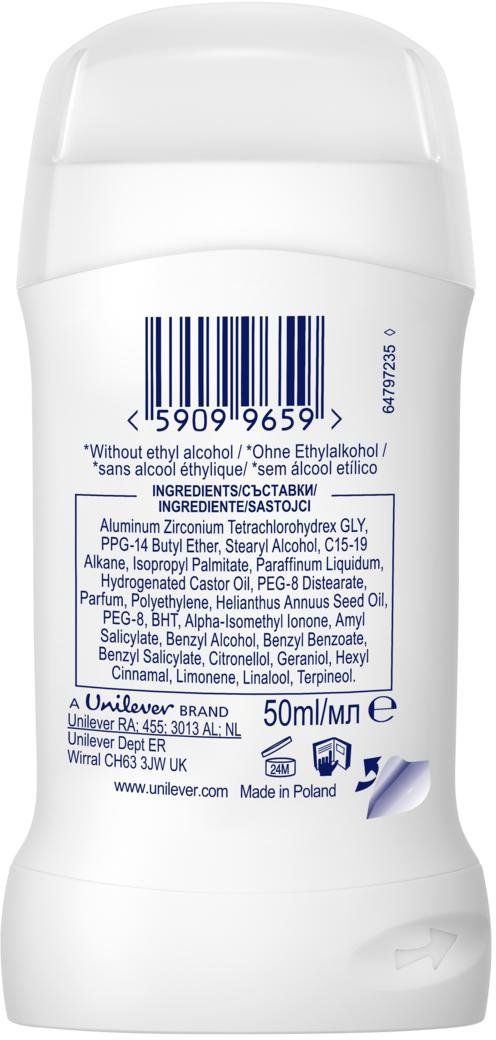 64797235
5909 9659
*Without ethyl alcohol / *Ohne Ethylalkohol /
*sans alcool éthylique/ *sem álcool etílico
INGREDIENTS/СЪСТАВКИ/
INGREDIENTE/SASTOJCI
Aluminum Zirconium Tetrachlorohydrex GLY,
PPG-14 Butyl Ether, Stearyl Alcohol, C15-19
Alkane, Isopropyl Palmitate, Paraffinum Liquidum,
Hydrogenated Castor Oil, PEG-8 Distearate,
Parfum, Polyethylene, Helianthus Annuus Seed Oil,
PEG-8, BHT, Alpha-Isomethyl Ionone, Amyl
Salicylate, Benzyl Alcohol, Benzyl Benzoate,
Benzyl Salicylate, Citronellol, Geraniol, Hexyl
Cinnamal, Limonene, Linalool, Terpineol.
A Unilever BRAND
50ml/мл e
Unilever RA; 455; 3013 AL; NL
Unilever Dept ER
Wirral CH63 3JW UK
24M
www.unilever.com Made in Poland